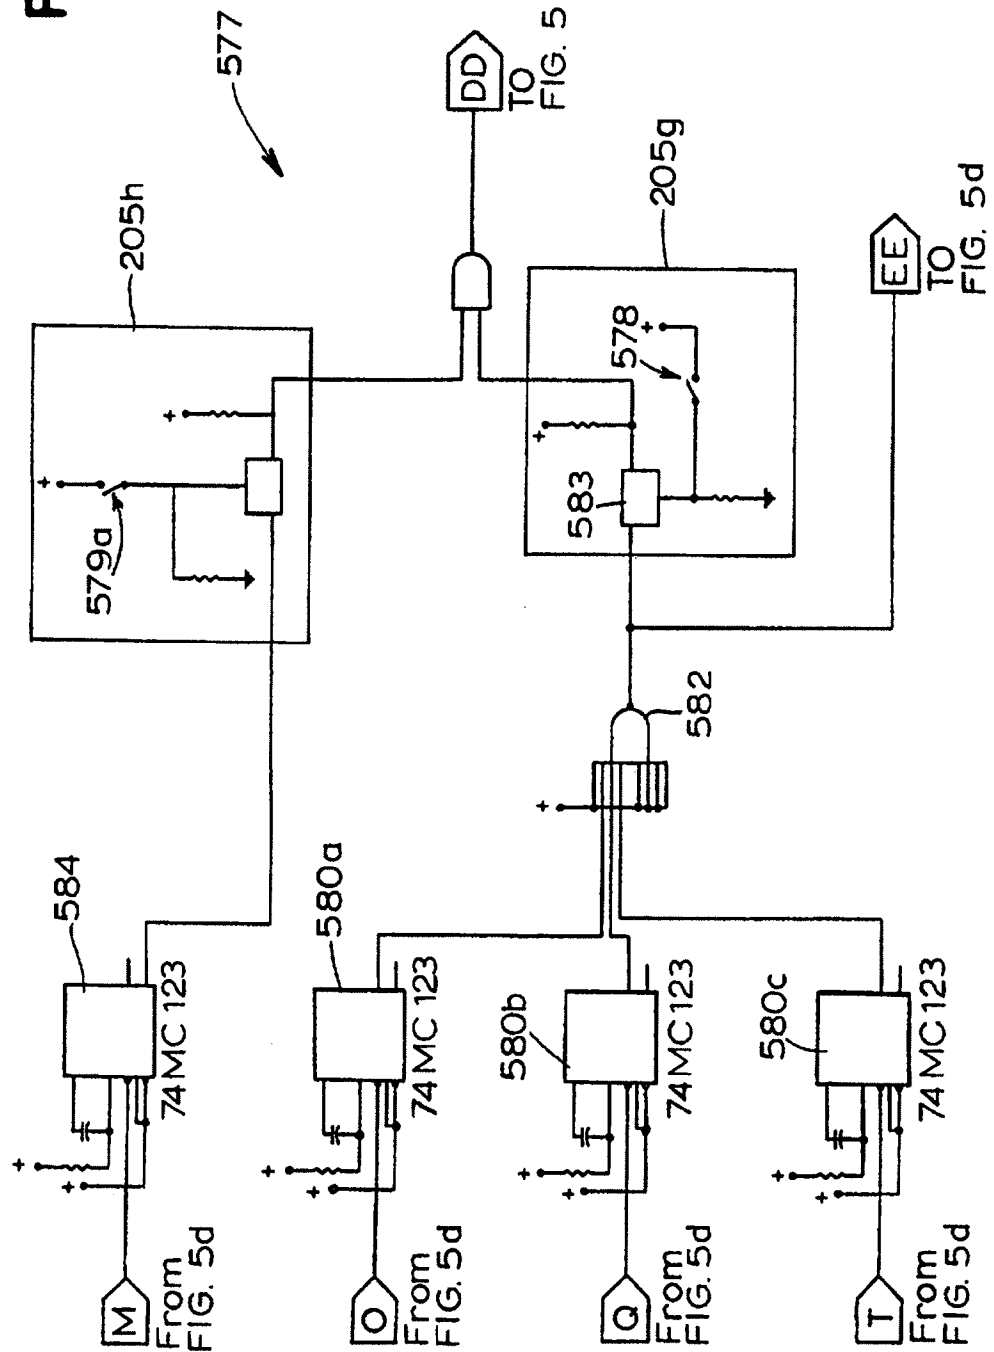 F
577
205h
+
+
579a
DD
TO
FIG. 5
205g
578
+
+
583
EE
TO
FIG. 5d
584
74MC123
+
+
M
From
FIG. 5d
580a
74MC123
+
+
O
From
FIG. 5d
582
+
580b
74MC123
+
+
Q
From
FIG. 5d
580c
74MC123
+
+
T
From
FIG. 5d